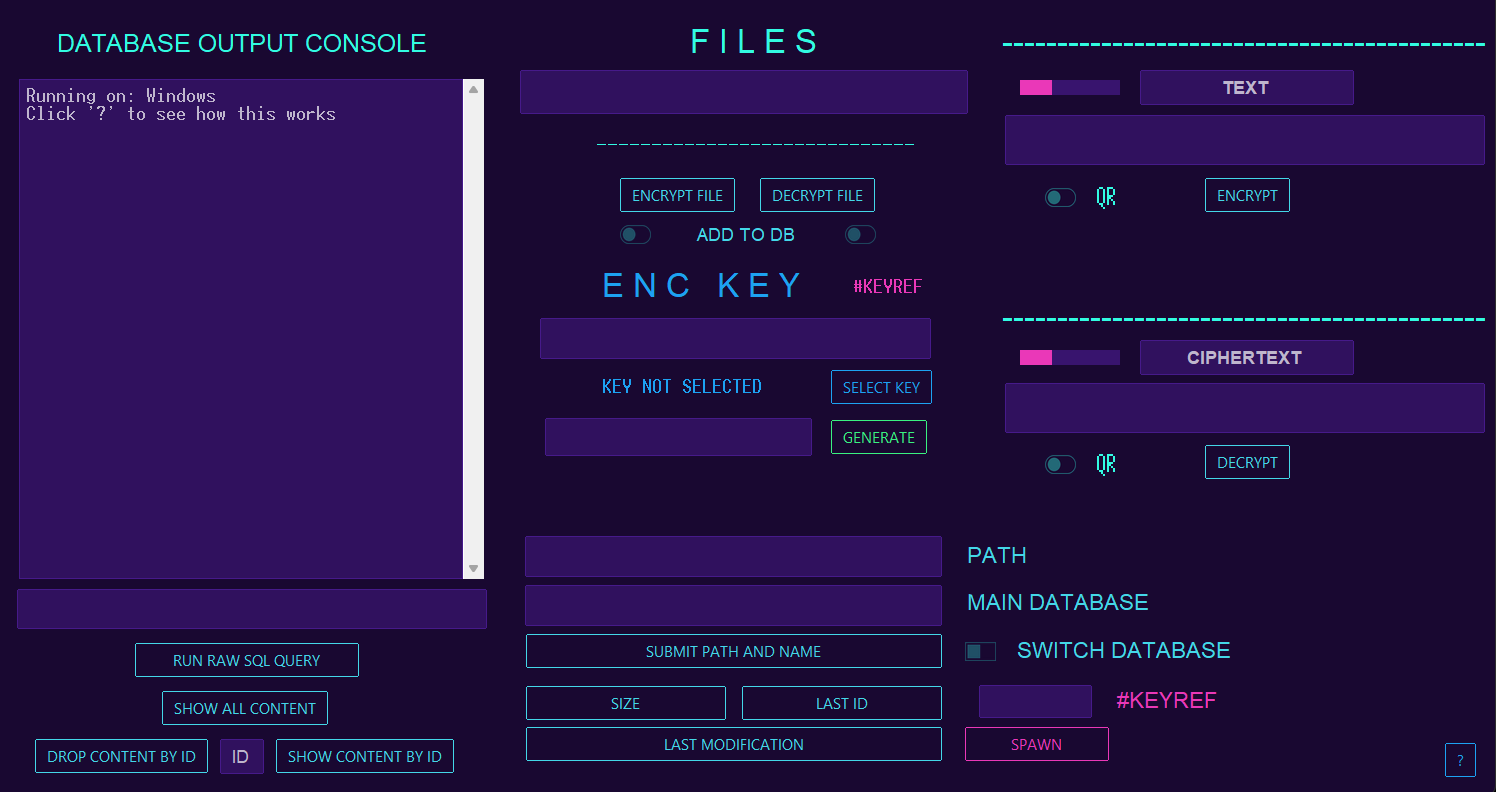 DATABASE OUTPUT CONSOLE
Running on: Windows
Click '?' to see how this works
RUN RAW SQL QUERY
SHOW ALL CONTENT
DROP CONTENT BY ID
ID
SHOW CONTENT BY ID
FILES
ENCRYPT FILE
DECRYPT FILE
ADD TO DB
ENC KEY
#KEYREF
KEY NOT SELECTED
SELECT KEY
GENERATE
TEXT
QR
ENCRYPT
CIPHERTEXT
QR
DECRYPT
PATH
MAIN DATABASE
SUBMIT PATH AND NAME
SWITCH DATABASE
SIZE
LAST ID
#KEYREF
LAST MODIFICATION
SPAWN
?